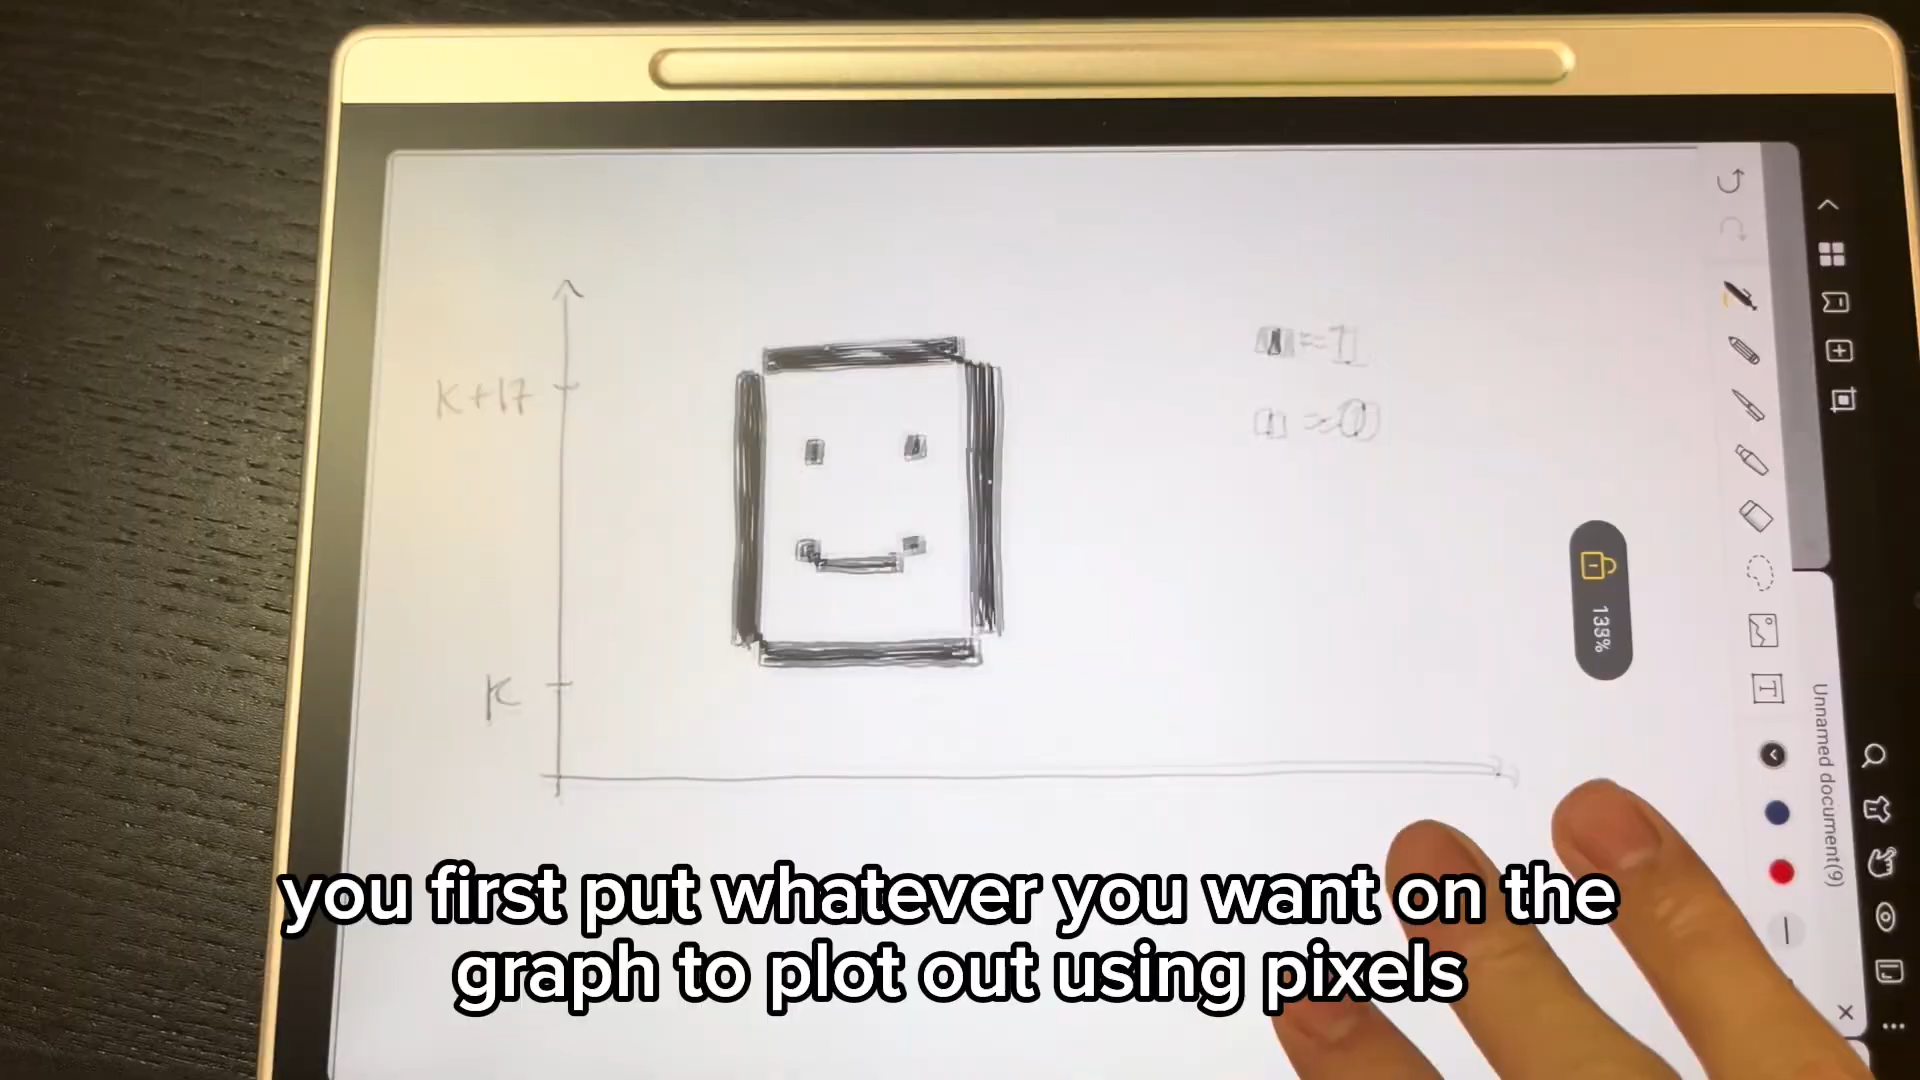 K+17
K
=1
=0
133%
Unnamed document(9)
you first put whatever you want on the
graph to plot out using pixels